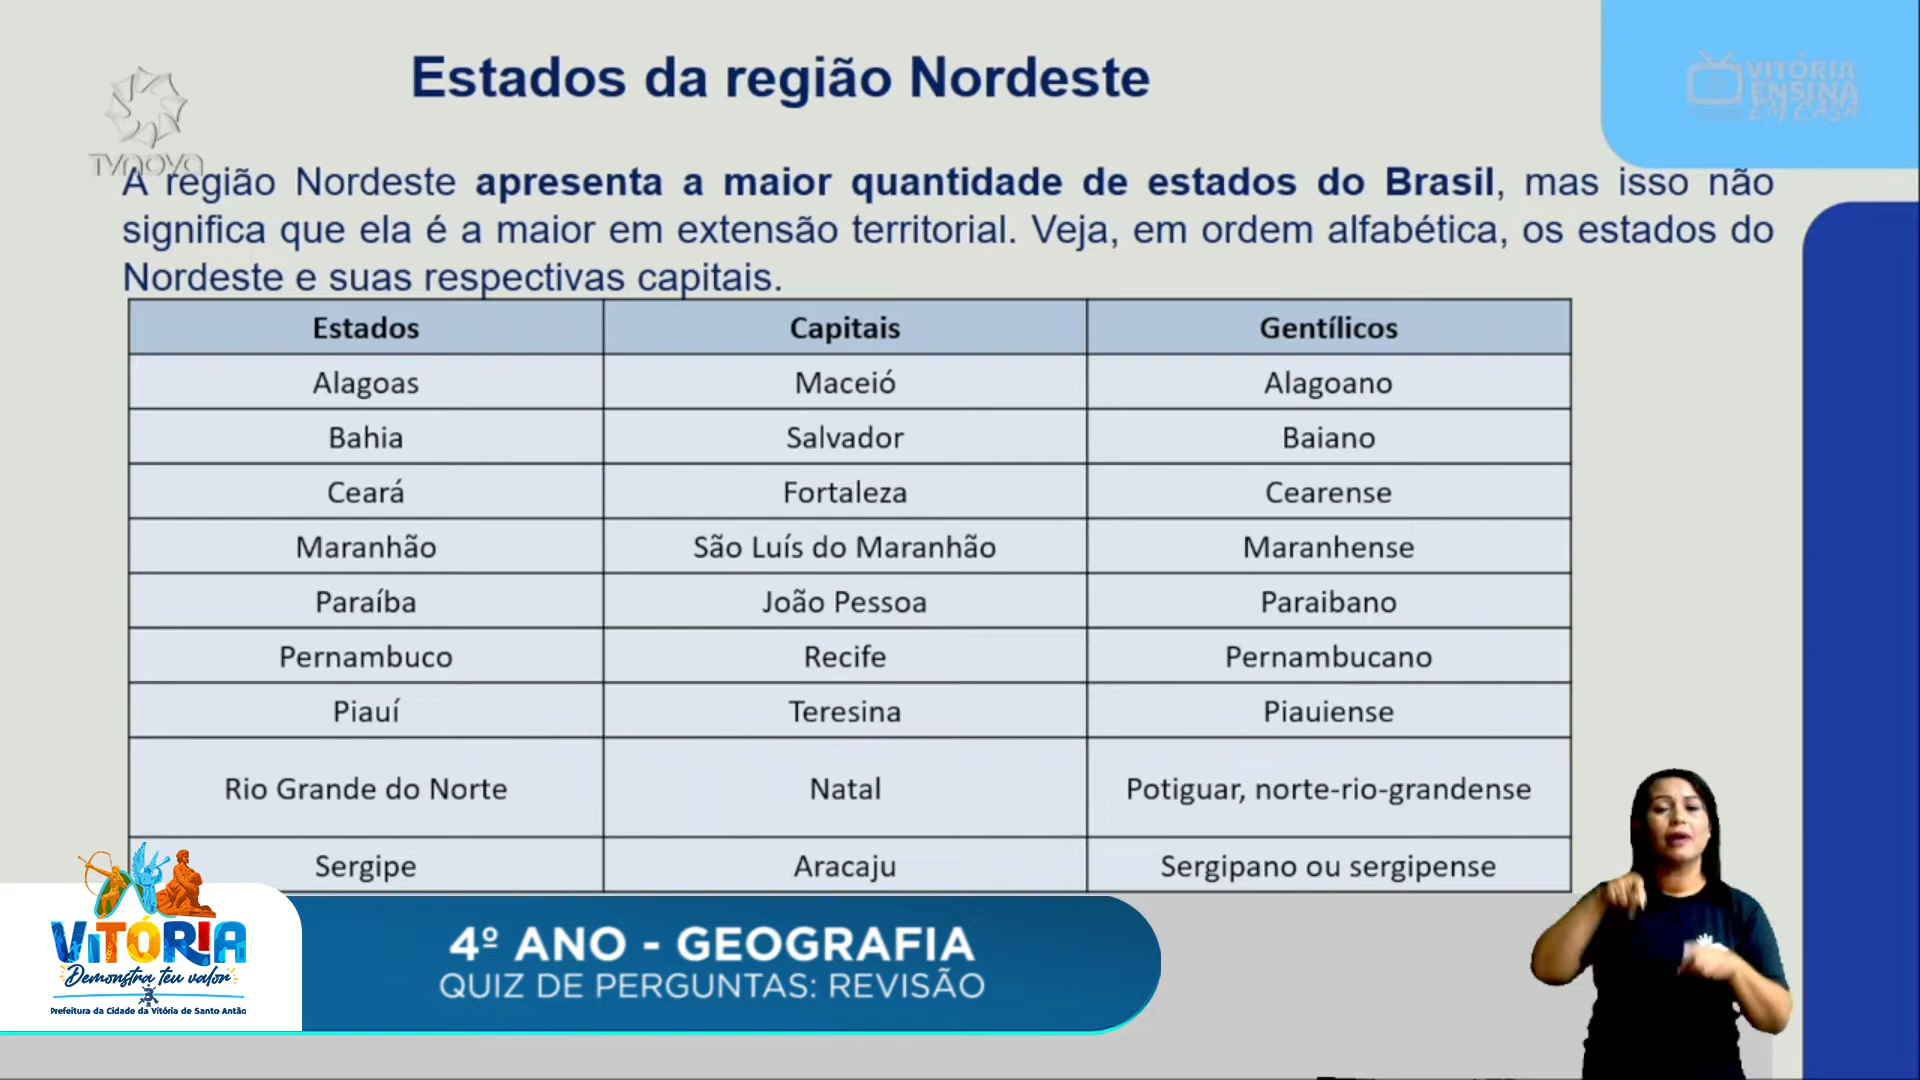 Estados da região Nordeste
VITÓRIA
ENSINA
EM CASA
TVNOVA
A região Nordeste apresenta a maior quantidade de estados do Brasil, mas isso não
significa que ela é a maior em extensão territorial. Veja, em ordem alfabética, os estados do
Nordeste e suas respectivas capitais.
Estados Capitais Gentílicos
Alagoas Maceió Alagoano
Bahia Salvador Baiano
Ceará Fortaleza Cearense
Maranhão São Luís do Maranhão Maranhense
Paraíba João Pessoa Paraibano
Pernambuco Recife Pernambucano
Piauí Teresina Piauiense
Rio Grande do Norte Natal Potiguar, norte-rio-grandense
Sergipe Aracaju Sergipano ou sergipense
VITÓRIA
Demonstra teu valor
Prefeitura da Cidade da Vitória de Santo Antão
4º ANO - GEOGRAFIA
QUIZ DE PERGUNTAS: REVISÃO